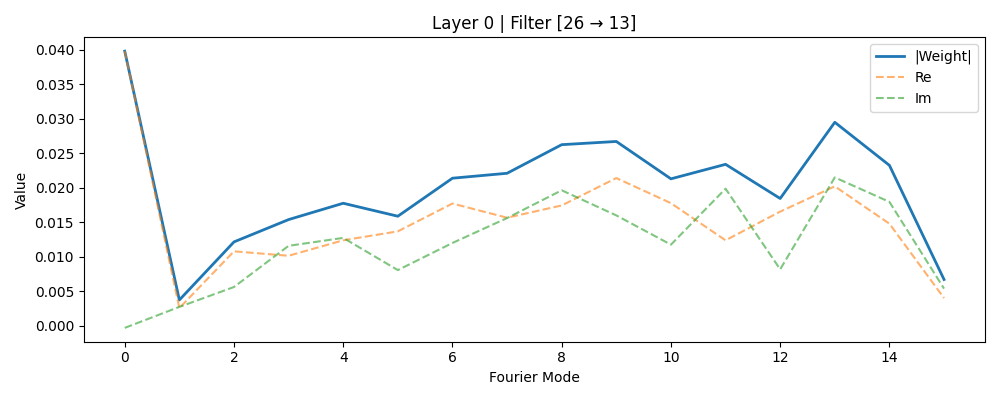 Layer 0 | Filter [26 → 13]
|Weight|
Re
Im
Value
0.040
0.035
0.030
0.025
0.020
0.015
0.010
0.005
0.000
0 2 4 6 8 10 12 14
Fourier Mode